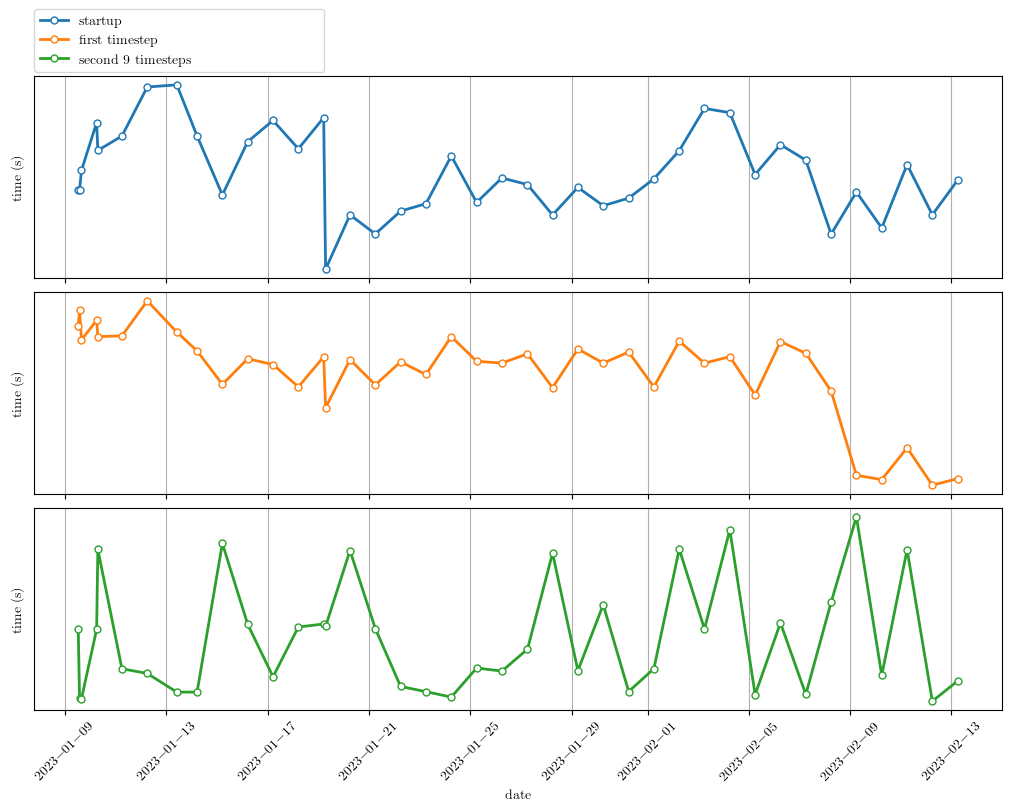 startup
first timestep
second 9 timesteps
time (s)
time (s)
time (s)
2023−01−09
2023−01−13
2023−01−17
2023−01−21
2023−01−25
2023−01−29
2023−02−01
2023−02−05
2023−02−09
2023−02−13
date